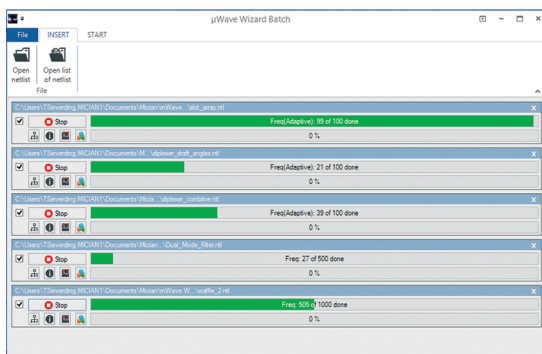 µWave Wizard Batch
File INSERT START
Open netlist
Open list of netlist
File
C:\Users\TSieverding.MICIAN1\Documents\Mician\mWave ...\slot_array.ntl x
Stop Freq(Adaptive): 99 of 100 done
0 %
C:\Users\TSieverding.MICIAN1\Documents\M...\diplexer_draft_angles.ntl x
Stop Freq(Adaptive): 21 of 100 done
0 %
C:\Users\TSieverding.MICIAN1\Documents\Micia...\diplexer_combline.ntl x
Stop Freq(Adaptive): 39 of 100 done
0 %
C:\Users\TSieverding.MICIAN1\Documents\Mician...\Dual_Mode_Filter.ntl x
Stop Freq: 27 of 500 done
0 %
C:\Users\TSieverding.MICIAN1\Documents\Mician\mWave W...\waffle_2.ntl x
Stop Freq: 505 of 1000 done
0 %